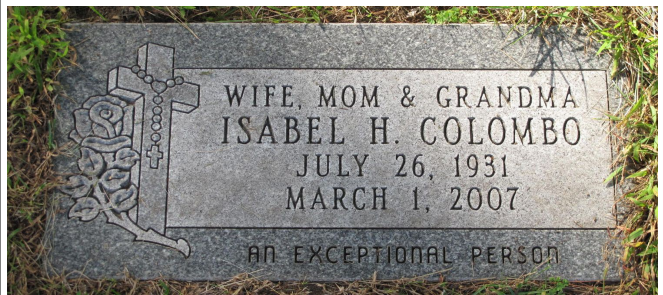 WIFE, MOM & GRANDMA
ISABEL H. COLOMBO
JULY 26, 1931
MARCH 1, 2007
AN EXCEPTIONAL PERSON